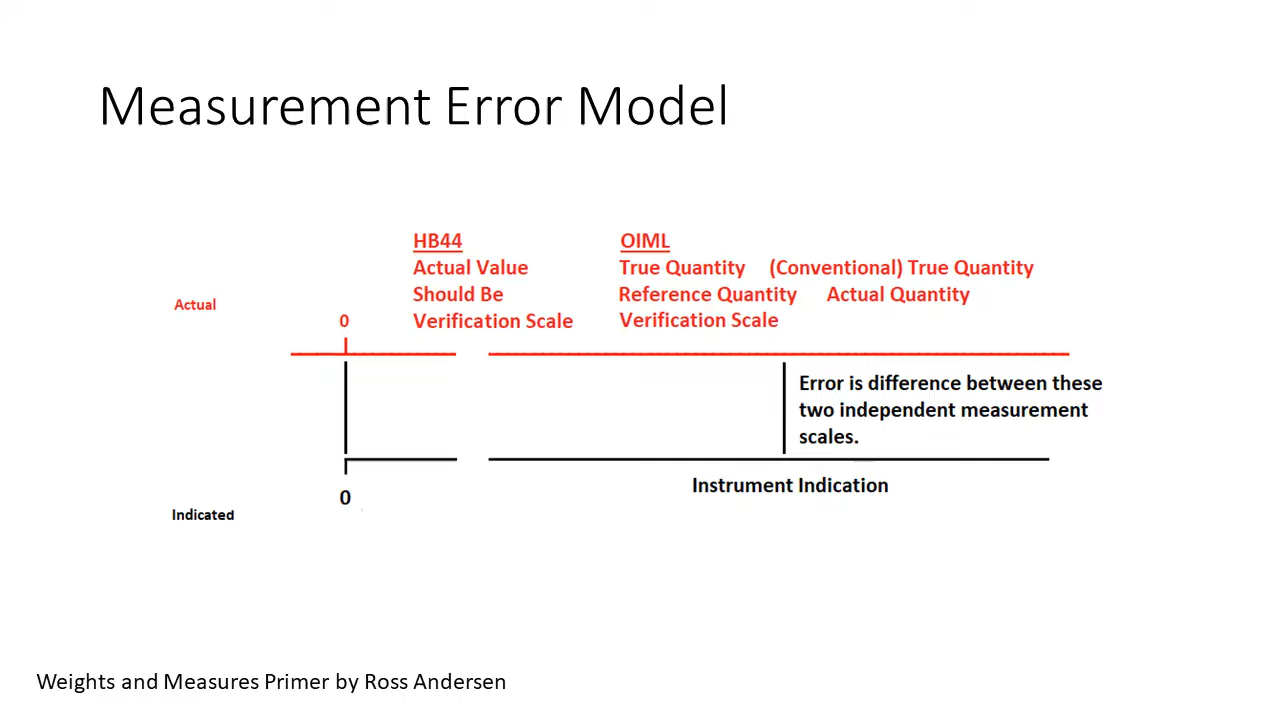 Measurement Error Model
HB44
Actual Value
Should Be
Verification Scale
OIML
True Quantity (Conventional) True Quantity
Reference Quantity Actual Quantity
Verification Scale
Actual
0
Error is difference between these
two independent measurement
scales.
Instrument Indication
0
Indicated
Weights and Measures Primer by Ross Andersen